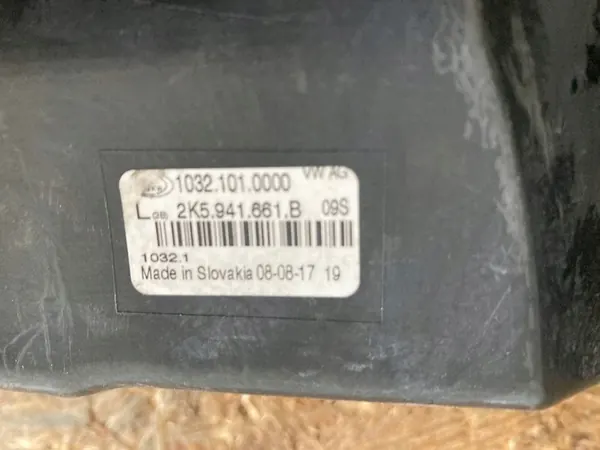 1032.101.0000 VW AG
L 2K5.941.661.B 09S
1032.1
Made in Slovakia 08-08-17 19